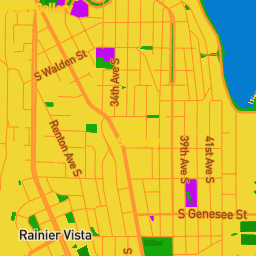 S Walden St
34th Ave S
Renton Ave S
39th Ave S
41st Ave S
S Genesee St
Rainier Vista
S